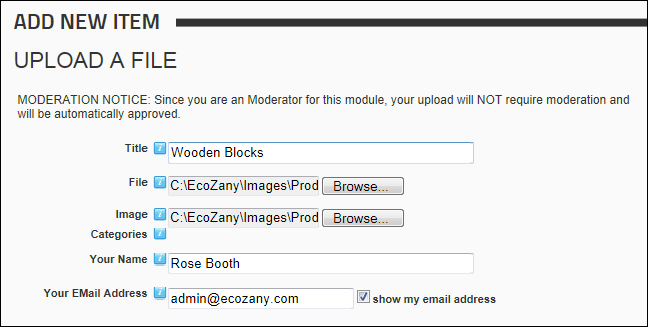 ADD NEW ITEM
UPLOAD A FILE
MODERATION NOTICE: Since you are an Moderator for this module, your upload will NOT require moderation and
will be automatically approved.
Title Wooden Blocks
File C:\EcoZany\Images\Prod Browse...
Image C:\EcoZany\Images\Prod Browse...
Categories
Your Name Rose Booth
Your EMail Address admin@ecozany.com show my email address